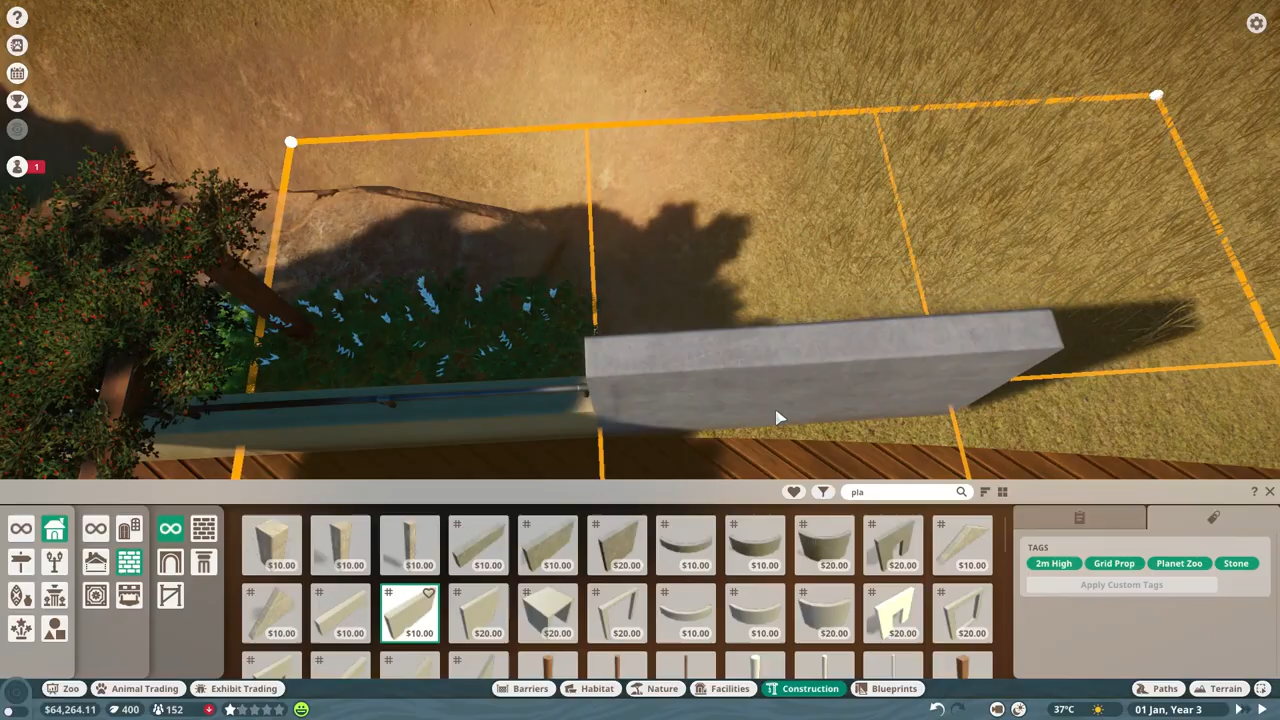 ?
1
pla
?
$10.00 $10.00 $10.00 $10.00 $10.00 $20.00 $10.00 $10.00 $20.00 $20.00 $10.00
$10.00 $10.00 $10.00 $20.00 $20.00 $20.00 $10.00 $10.00 $20.00 $20.00 $20.00
TAGS
2m High Grid Prop Planet Zoo Stone
Apply Custom Tags
Zoo Animal Trading Exhibit Trading Barriers Habitat Nature Facilities Construction Blueprints Paths Terrain
$64,264.11 400 152 37°C 01 Jan, Year 3